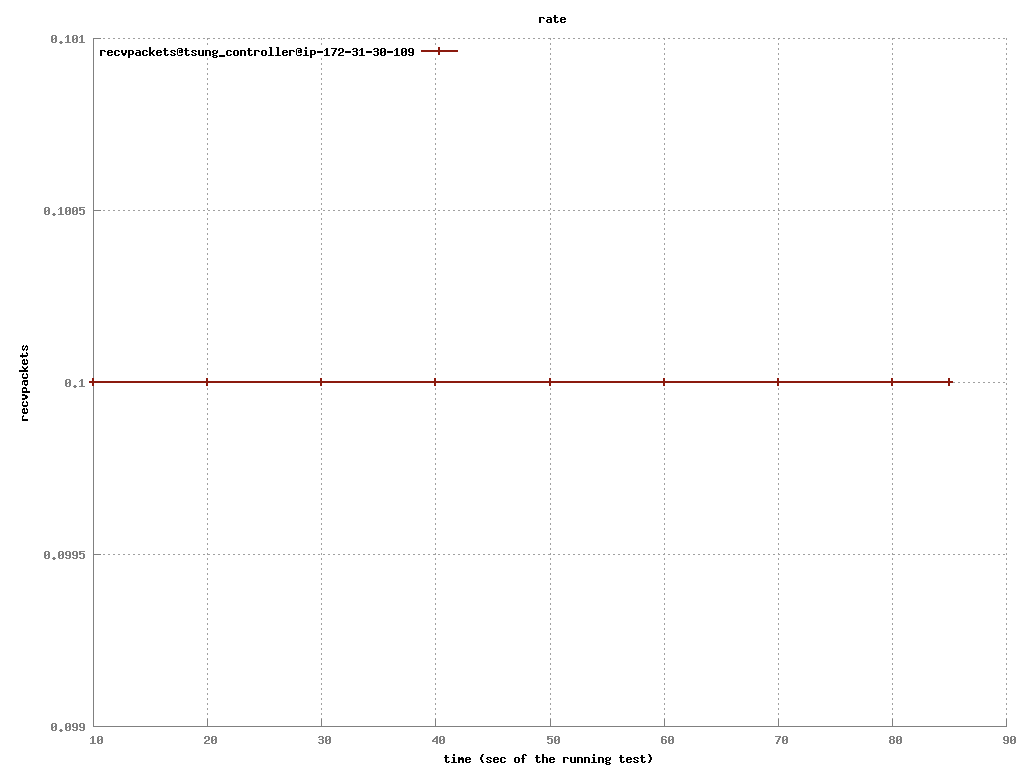 rate
0.101
recvpackets@tsung_controller@ip-172-31-30-109
0.1005
recvpackets
0.1
0.0995
0.099
10 20 30 40 50 60 70 80 90
time (sec of the running test)